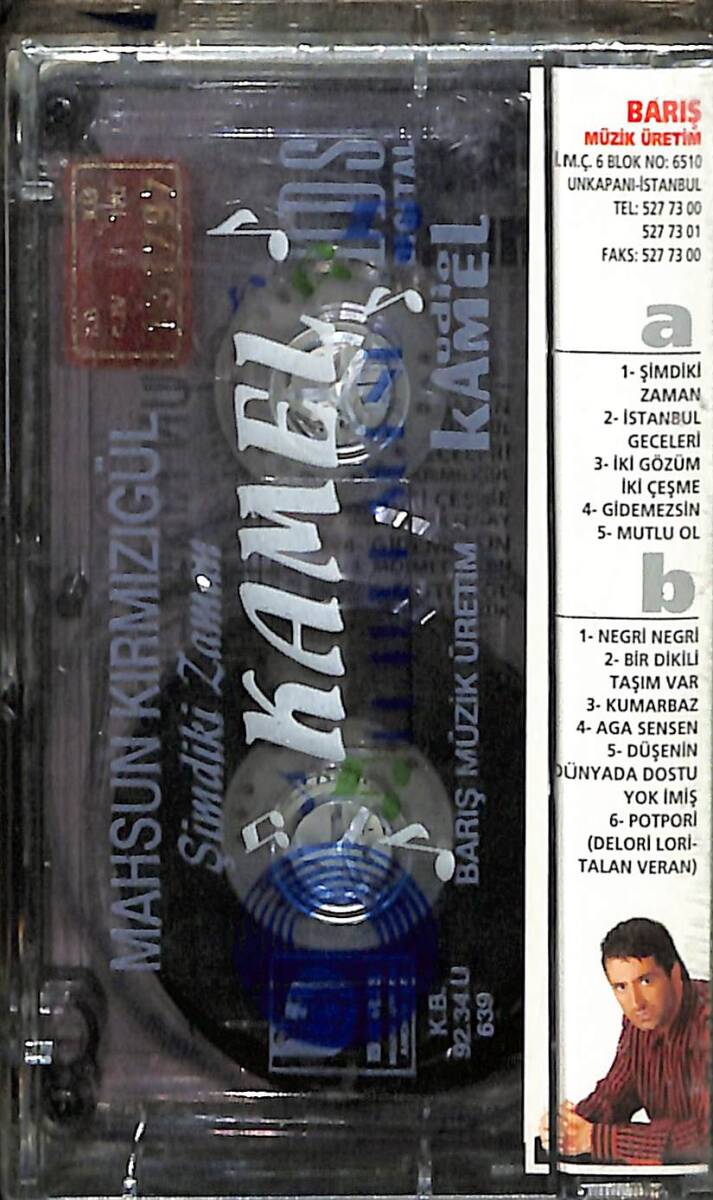 BARIŞ
MÜZİK ÜRETİM
İ.M.Ç. 6 BLOK NO: 6510
UNKAPANI-İSTANBUL
TEL: 527 73 00
527 73 01
FAKS: 527 73 00
a
1- ŞİMDİKİ
ZAMAN
2- İSTANBUL
GECELERİ
3- İKİ GÖZÜM
İKİ ÇEŞME
4- GİDEMEZSİN
5- MUTLU OL
b
1- NEGRİ NEGRİ
2- BİR DİKİLİ
TAŞIM VAR
3- KUMARBAZ
4- AGA SENSEN
5- DÜŞENİN
DÜNYADA DOSTU
YOK İMİŞ
6- POTPORİ
(DELORİ LORİ-
TALAN VERAN)
MAHSUN KIRMIZIGÜL
Şimdiki Zaman
KAMEL
audio
KAMEL
BARIŞ MÜZİK ÜRETİM
K.B.
92.34.U
639